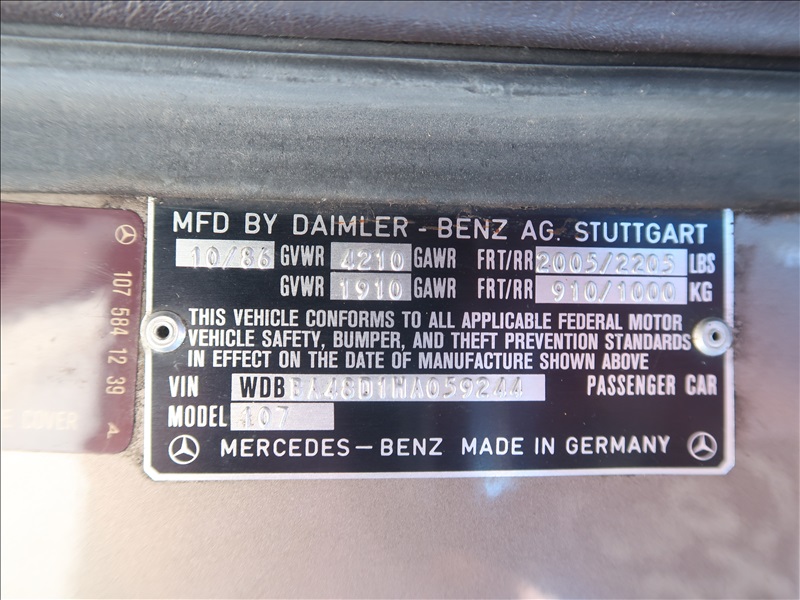 MFD BY DAIMLER - BENZ AG. STUTTGART
10/86 GVWR 4210 GAWR FRT/RR 2005/2205 LBS
GVWR 1910 GAWR FRT/RR 910/1000 KG
THIS VEHICLE CONFORMS TO ALL APPLICABLE FEDERAL MOTOR
VEHICLE SAFETY, BUMPER, AND THEFT PREVENTION STANDARDS
IN EFFECT ON THE DATE OF MANUFACTURE SHOWN ABOVE
VIN WDBBA48D1HA059244 PASSENGER CAR
MODEL 107
MERCEDES-BENZ MADE IN GERMANY
107 584 12 39
COVER